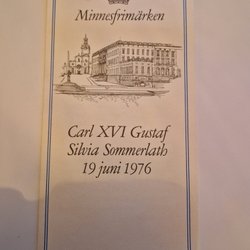 Minnesfrimärken
Carl XVI Gustaf
Silvia Sommerlath
19 juni 1976